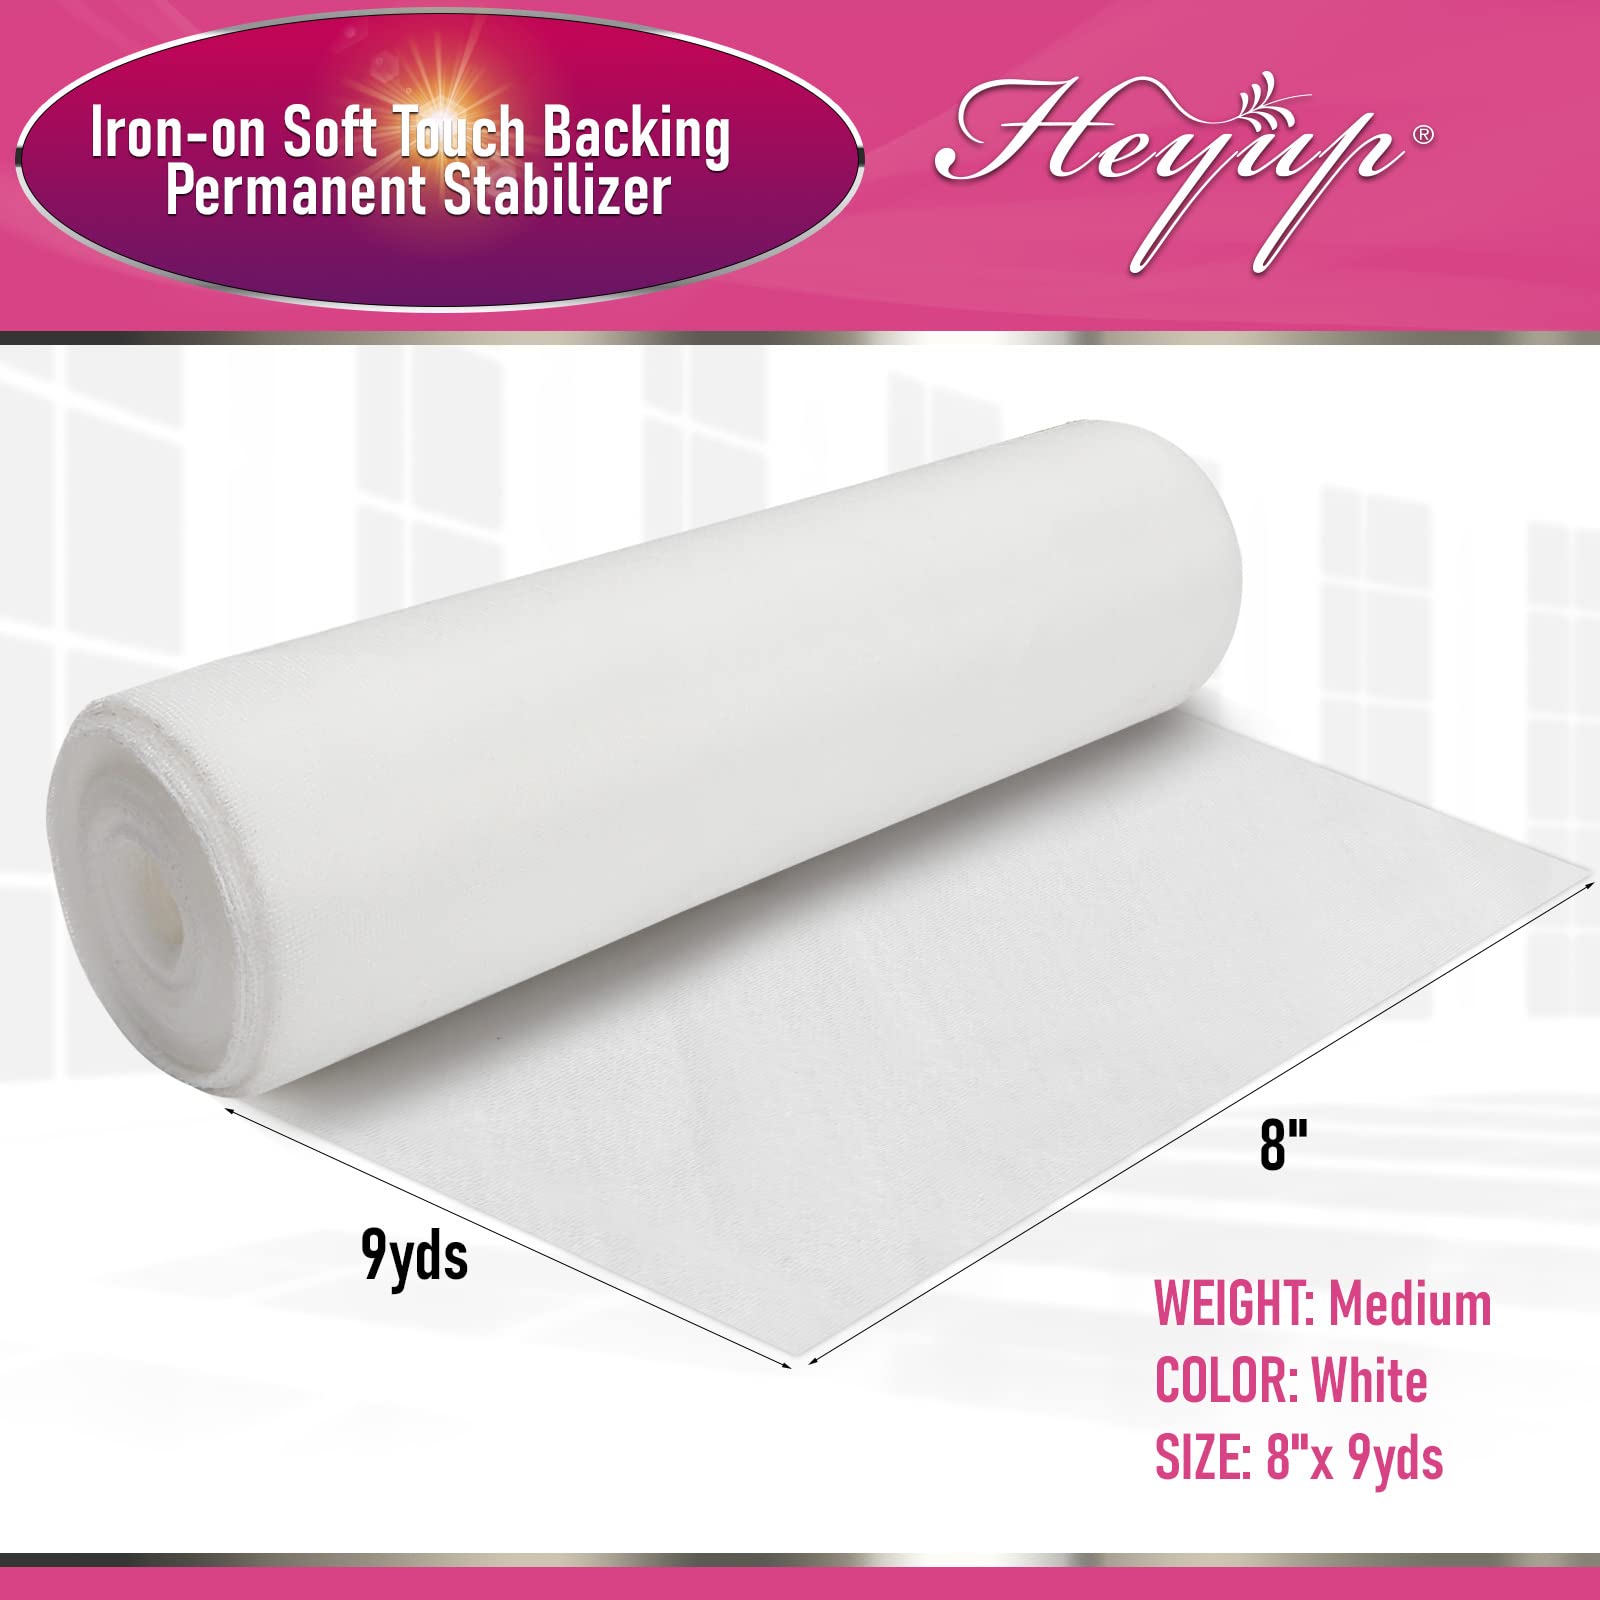 Iron-on Soft Touch Backing
Permanent Stabilizer
Heyup®
8"
9yds
WEIGHT: Medium
COLOR: White
SIZE: 8"x 9yds